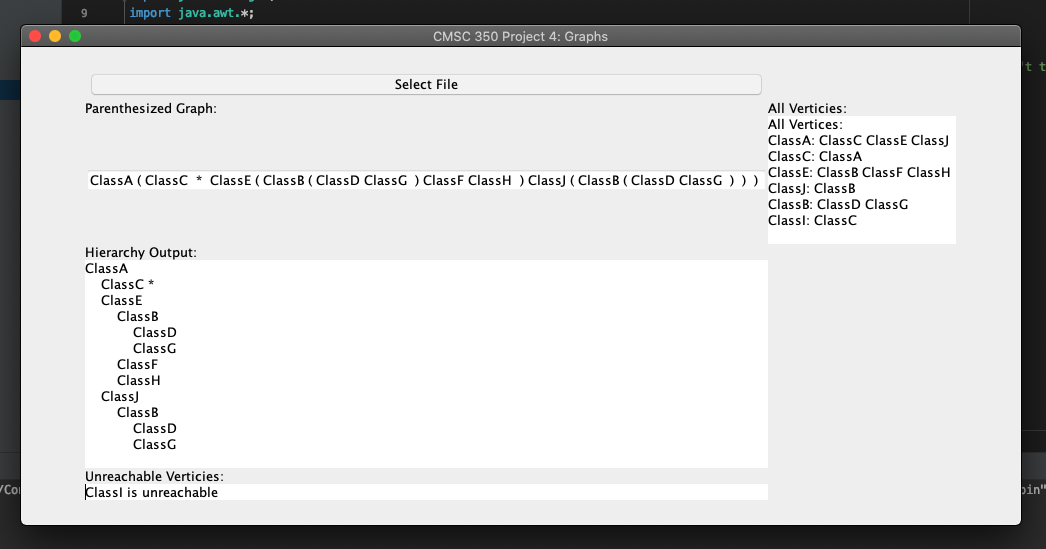 9 import java.awt.*;
CMSC 350 Project 4: Graphs
't t
Select File
Parenthesized Graph:
ClassA ( ClassC * ClassE ( ClassB ( ClassD ClassG ) ClassF ClassH ) ClassJ ( ClassB ( ClassD ClassG ) ) )
All Verticies:
All Vertices:
ClassA: ClassC ClassE ClassJ
ClassC: ClassA
ClassE: ClassB ClassF ClassH
ClassJ: ClassB
ClassB: ClassD ClassG
ClassI: ClassC
Hierarchy Output:
ClassA
ClassC *
ClassE
ClassB
ClassD
ClassG
ClassF
ClassH
ClassJ
ClassB
ClassD
ClassG
Unreachable Verticies:
ClassI is unreachable
/Co
bin"